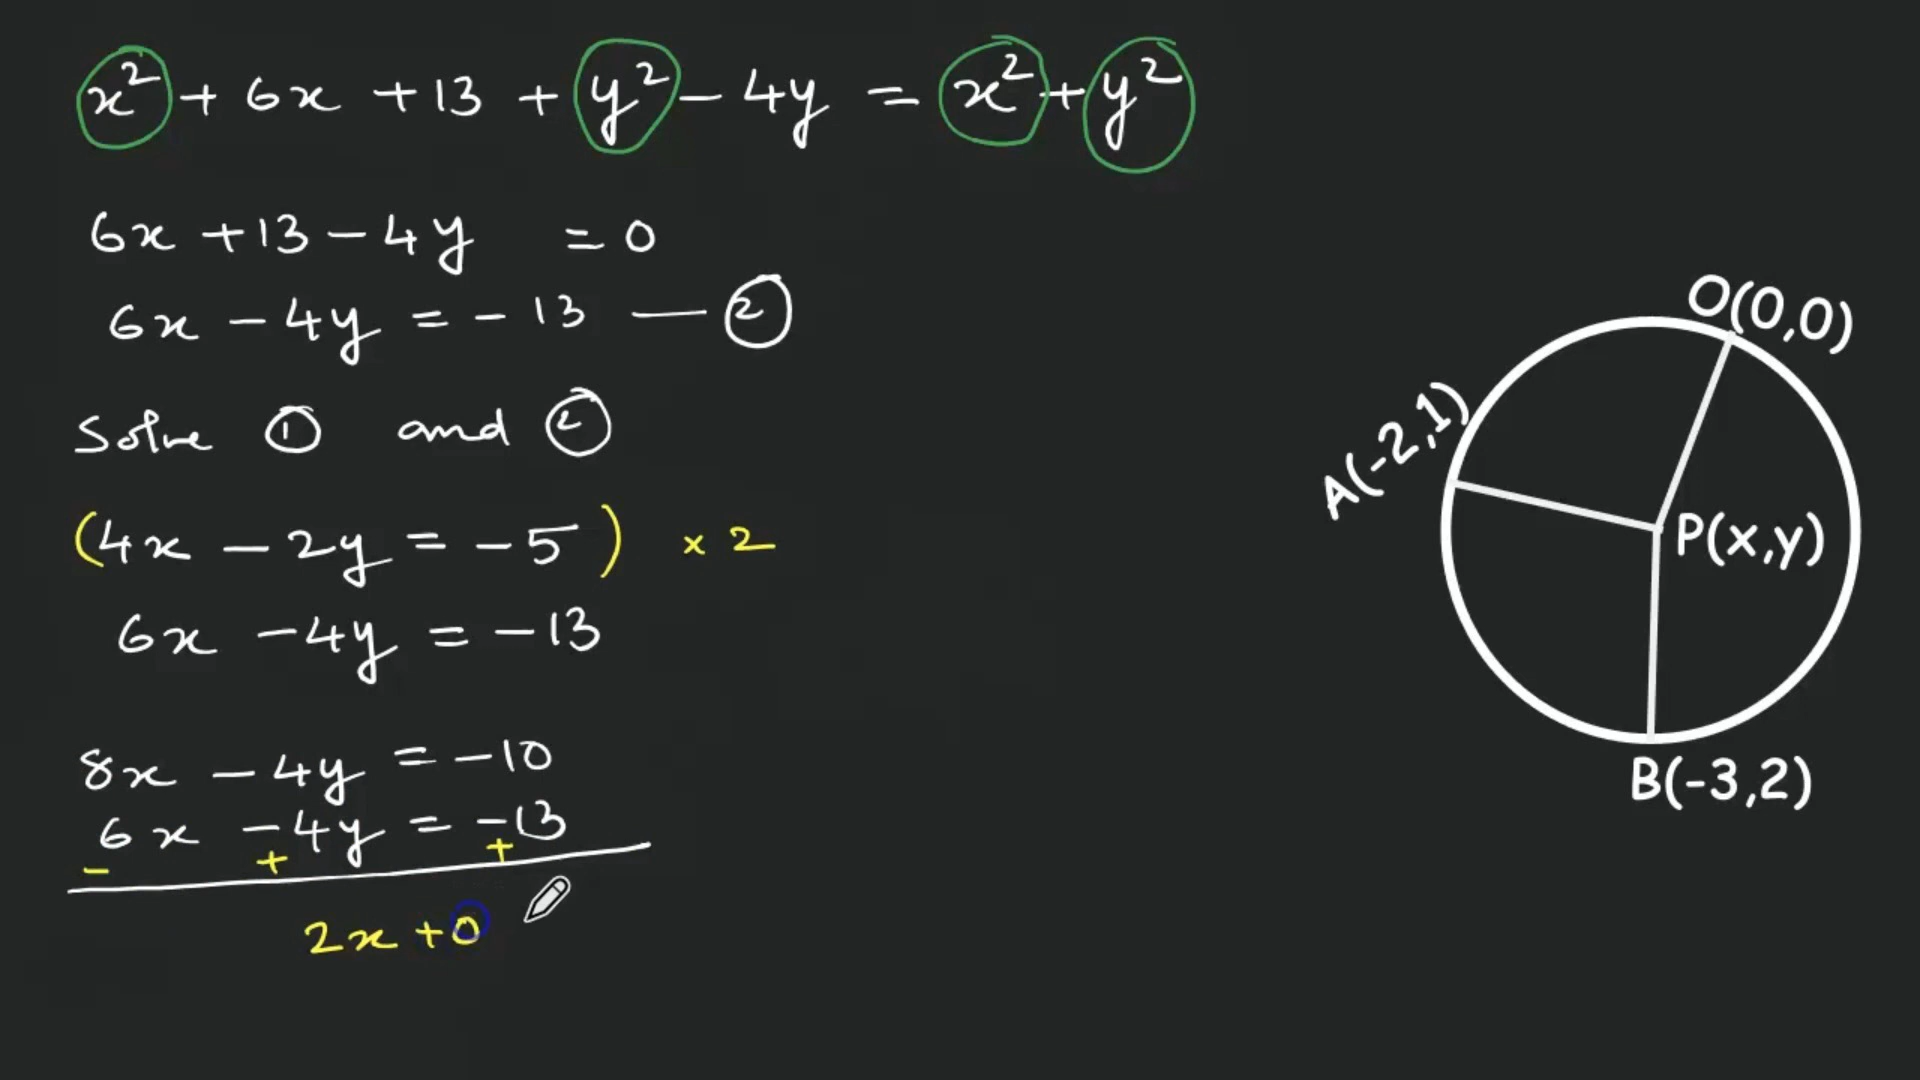 x² + 6x + 13 + y² - 4y = x² + y²
6x + 13 - 4y = 0
6x - 4y = -13 — ②
Solve ① and ②
(4x - 2y = -5) × 2
6x - 4y = -13
8x - 4y = -10
6x - 4y = -13
- + +
2x + 0
O(0,0)
A(-2,1)
P(x,y)
B(-3,2)